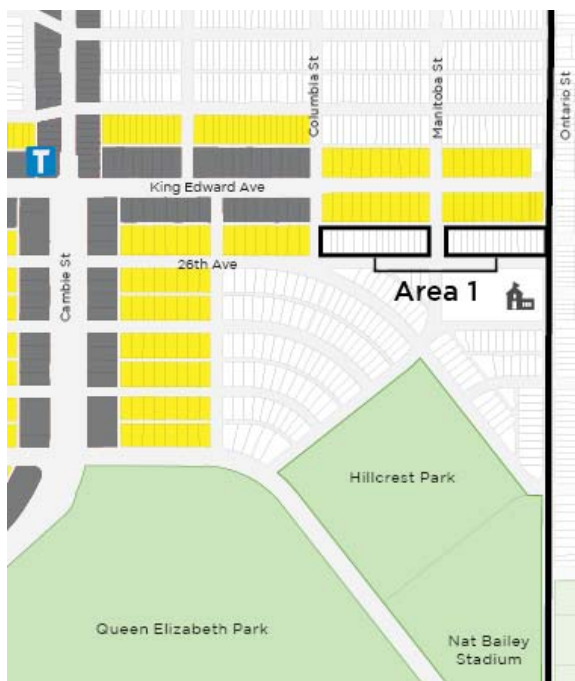 Columbia St
Manitoba St
Ontario St
T
King Edward Ave
26th Ave
Cambie St
Area 1
Hillcrest Park
Queen Elizabeth Park
Nat Bailey
Stadium